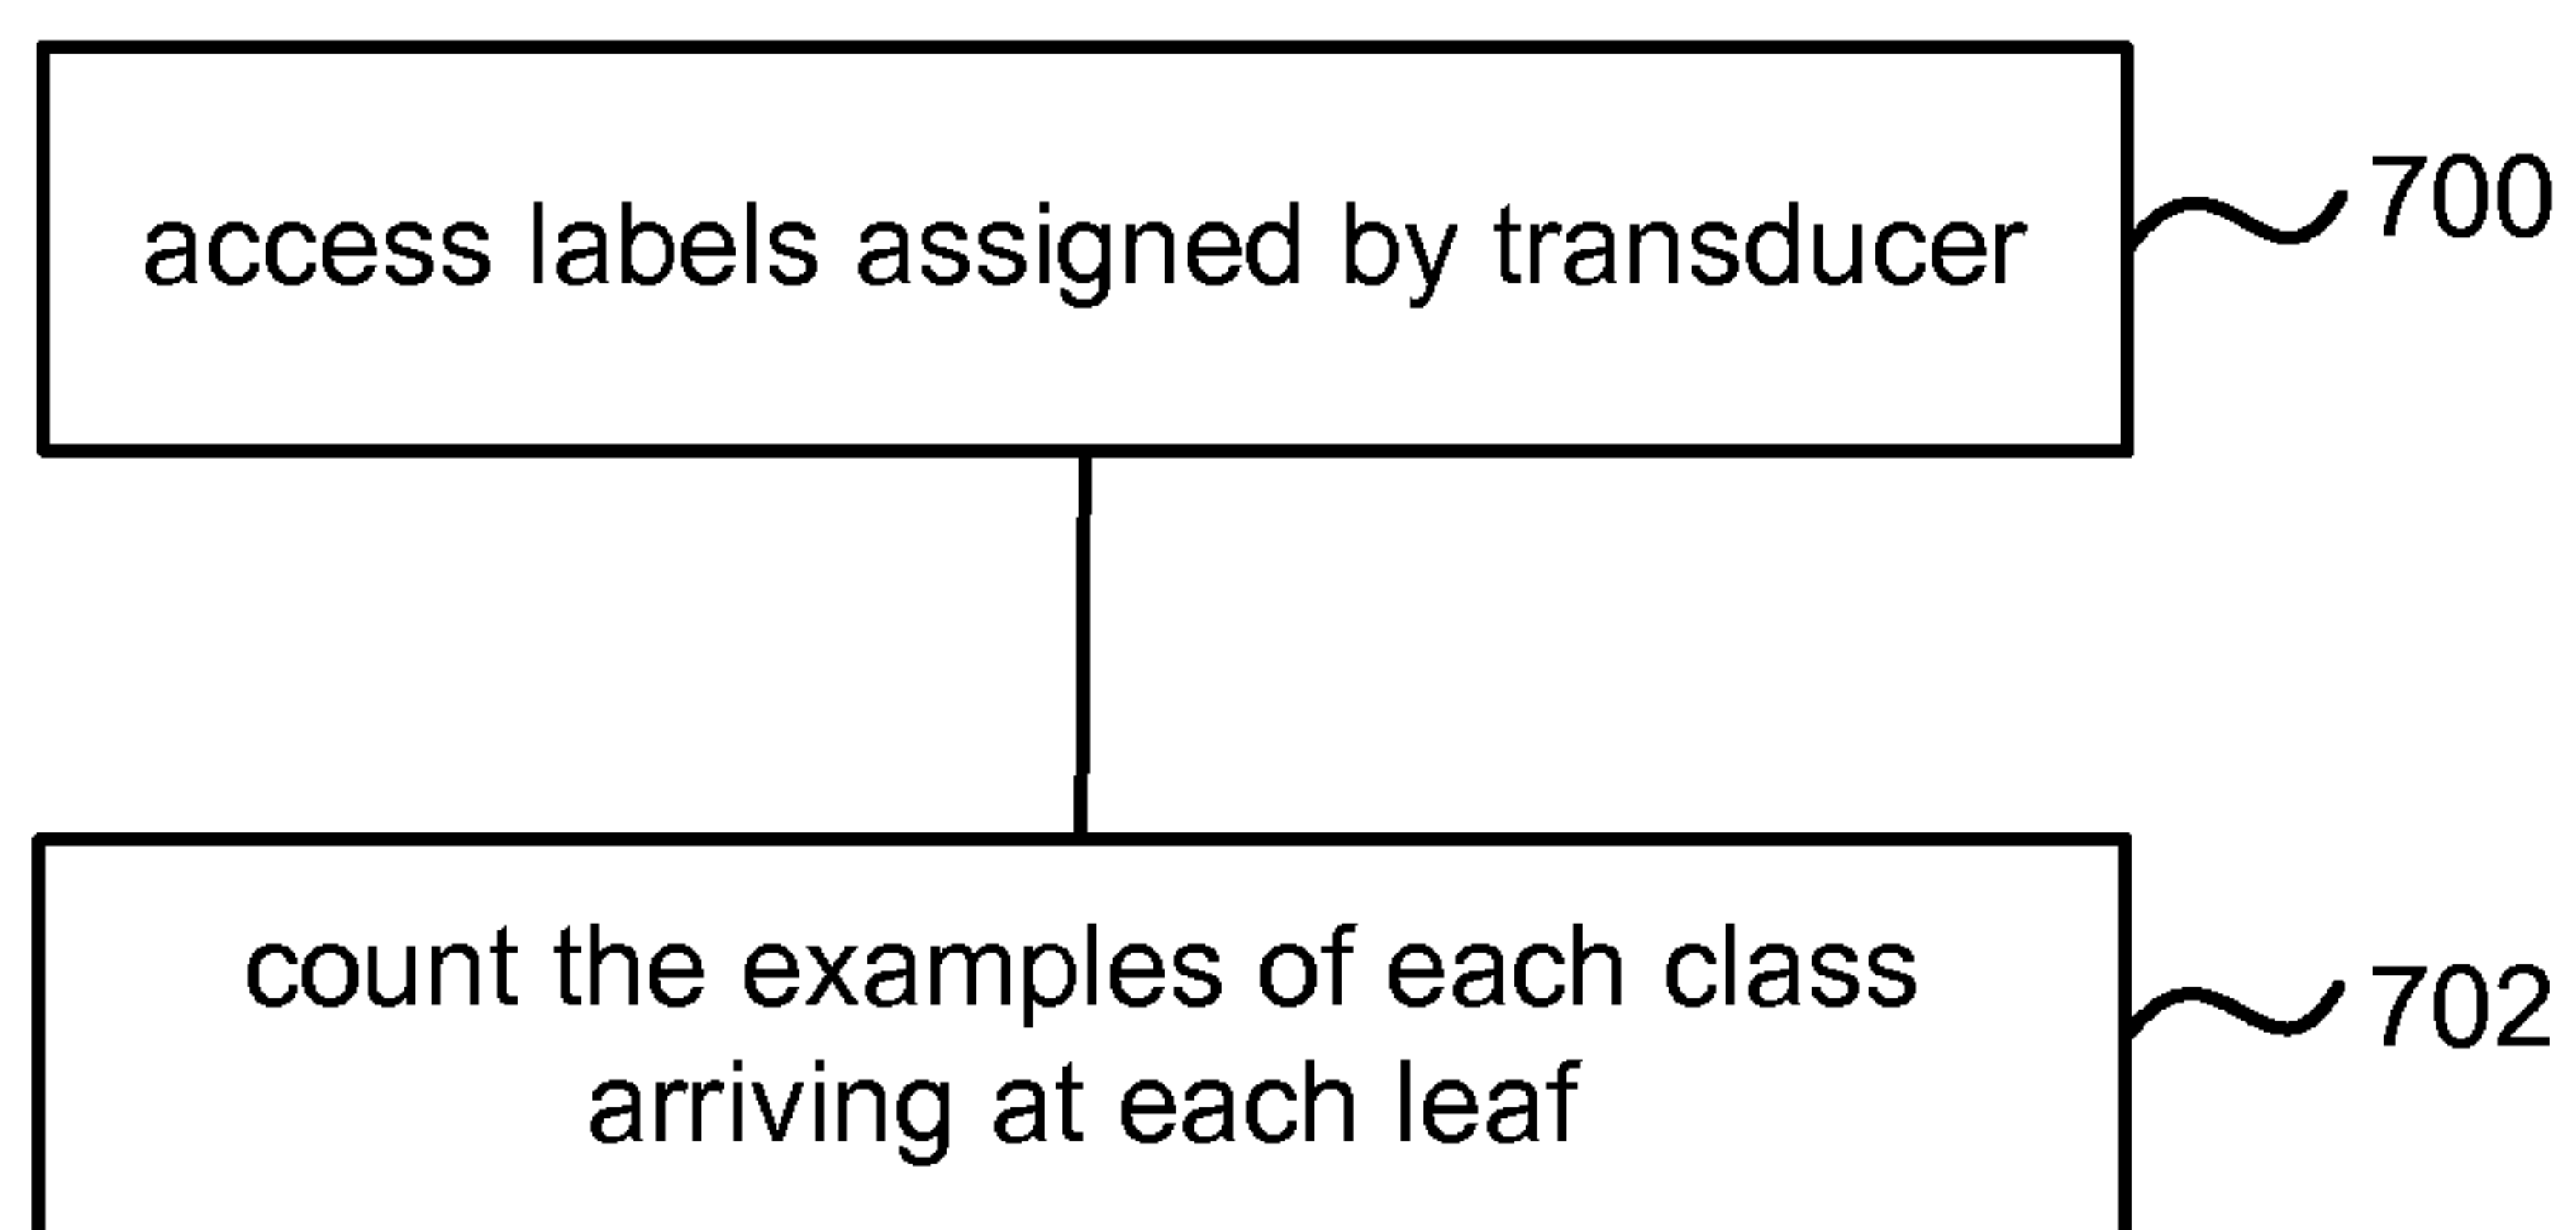 access labels assigned by transducer
700
count the examples of each class
arriving at each leaf
702